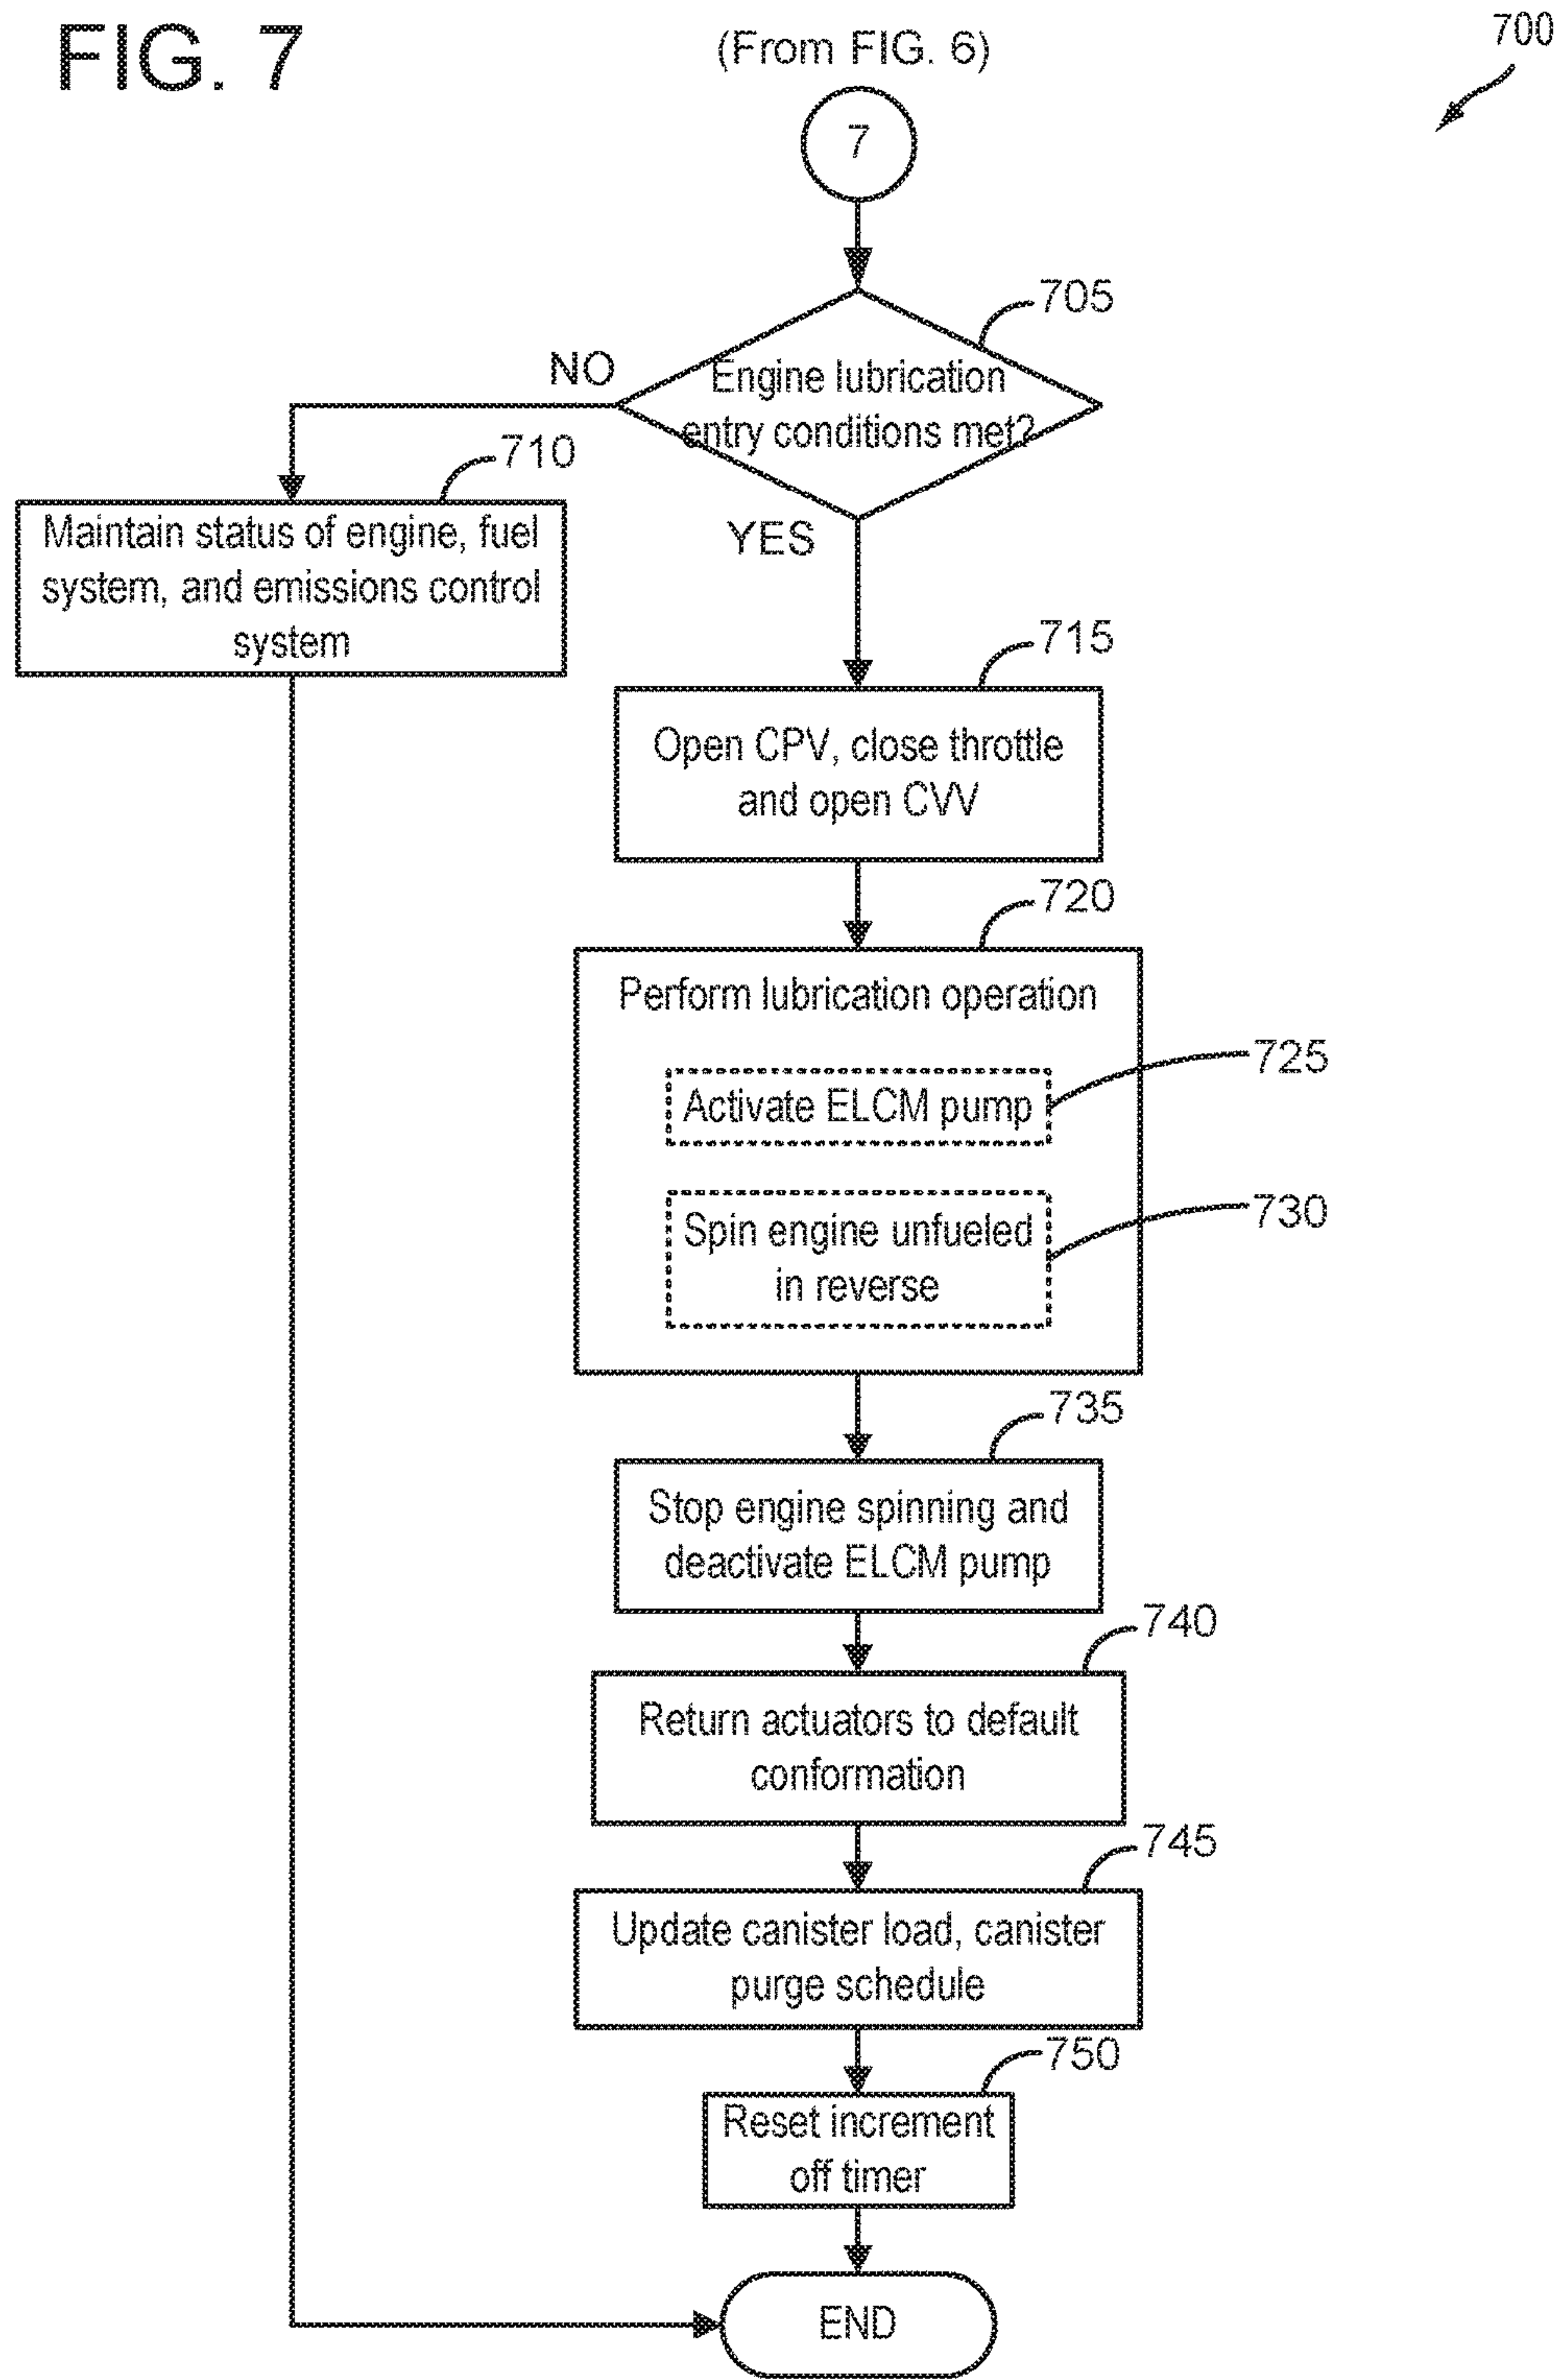 FIG. 7
(From FIG. 6)
700
7
705
Engine lubrication
entry conditions met?
NO
YES
710
Maintain status of engine, fuel
system, and emissions control
system
715
Open CPV, close throttle
and open CVV
720
Perform lubrication operation
725
Activate ELCM pump
730
Spin engine unfueled
in reverse
735
Stop engine spinning and
deactivate ELCM pump
740
Return actuators to default
conformation
745
Update canister load, canister
purge schedule
750
Reset increment
off timer
END